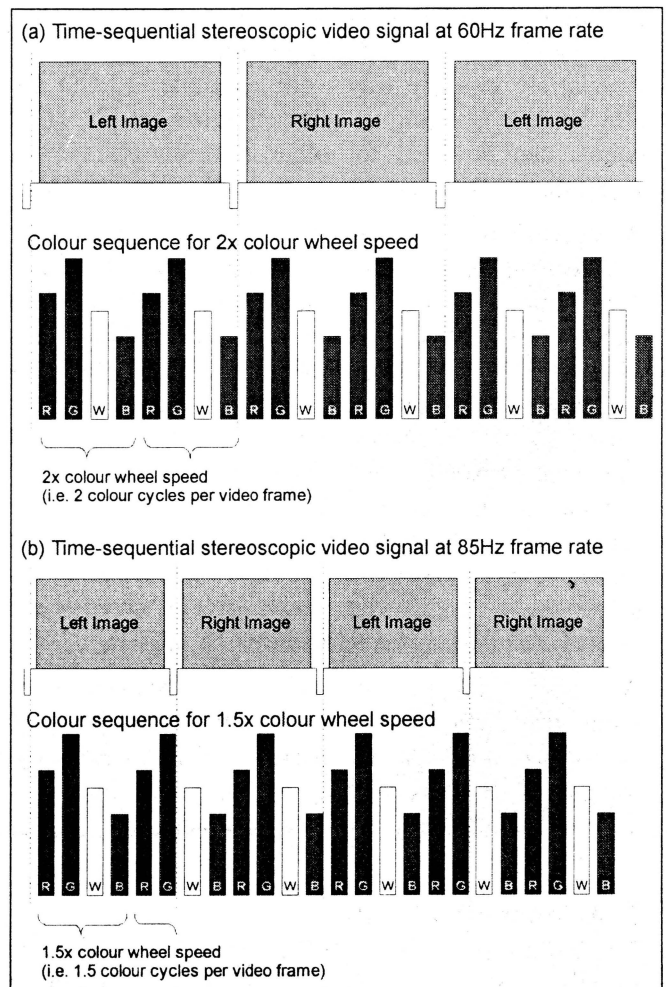 (a) Time-sequential stereoscopic video signal at 60Hz frame rate
Left Image Right Image Left Image
Colour sequence for 2x colour wheel speed
R G W B R G W B R G W B R G W B R G W B R G W B
2x colour wheel speed
(i.e. 2 colour cycles per video frame)
(b) Time-sequential stereoscopic video signal at 85Hz frame rate
Left Image Right Image Left Image Right Image
Colour sequence for 1.5x colour wheel speed
R G W B R G W B R G W B R G W B R G W B R G W B
1.5x colour wheel speed
(i.e. 1.5 colour cycles per video frame)